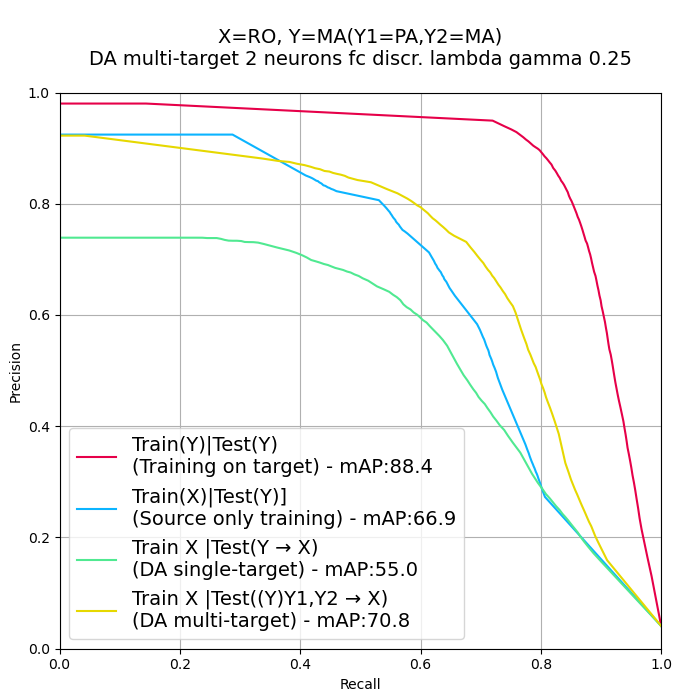 X=RO, Y=MA(Y1=PA,Y2=MA)
DA multi-target 2 neurons fc discr. lambda gamma 0.25
1.0
0.8
0.6
0.4
0.2
0.0
Precision
Train(Y)|Test(Y)
(Training on target) - mAP:88.4
Train(X)|Test(Y)]
(Source only training) - mAP:66.9
Train X |Test(Y → X)
(DA single-target) - mAP:55.0
Train X |Test((Y)Y1,Y2 → X)
(DA multi-target) - mAP:70.8
0.0 0.2 0.4 0.6 0.8 1.0
Recall